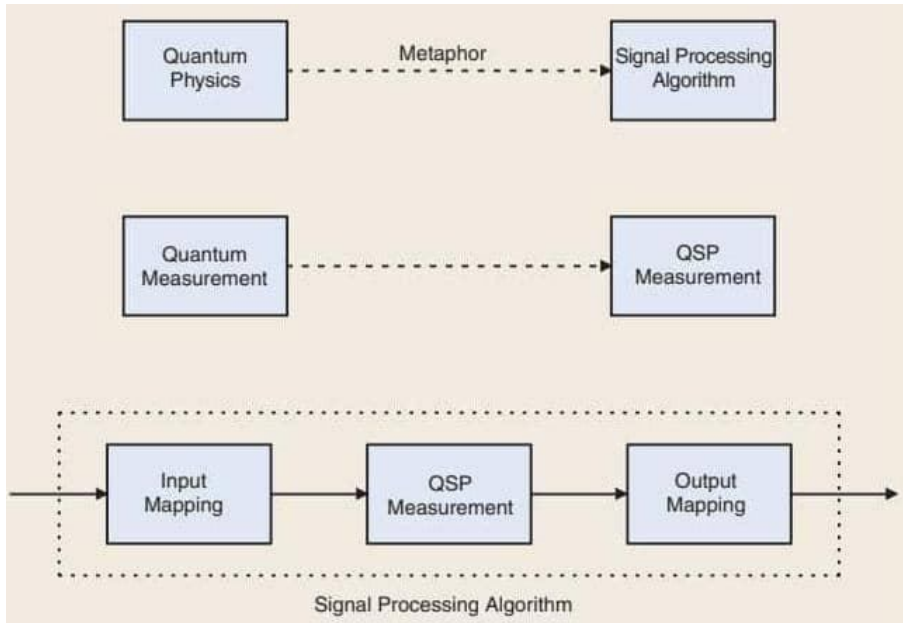 Quantum
Physics
Metaphor
Signal Processing
Algorithm
Quantum
Measurement
QSP
Measurement
Input
Mapping
QSP
Measurement
Output
Mapping
Signal Processing Algorithm